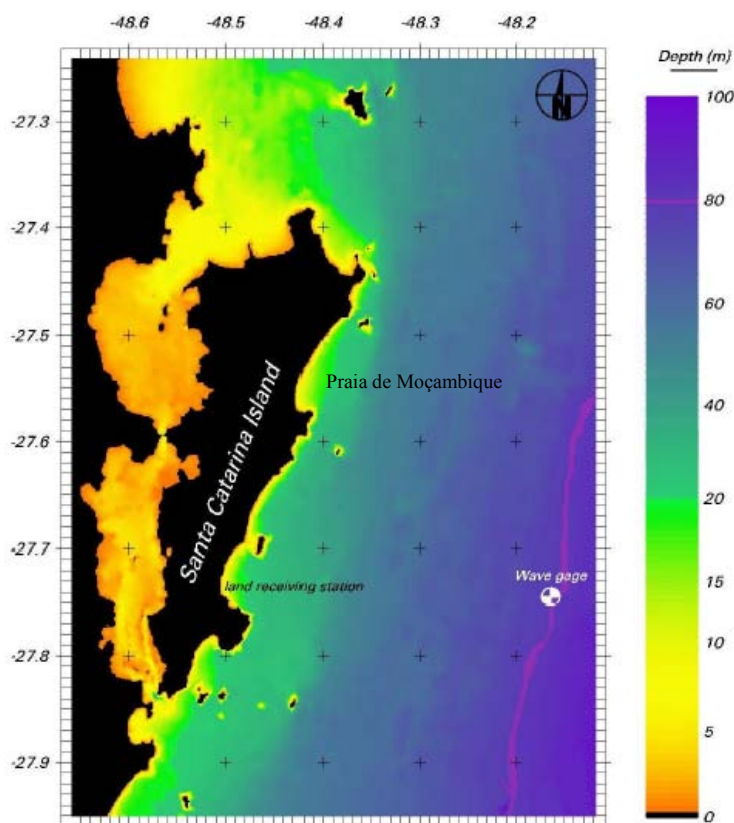 -48.6 -48.5 -48.4 -48.3 -48.2
Depth (m)
N
-27.3
-27.4
-27.5
-27.6
-27.7
-27.8
-27.9
Praia de Moçambique
Santa Catarina Island
land receiving station
Wave gage
100
80
60
40
20
15
10
5
0